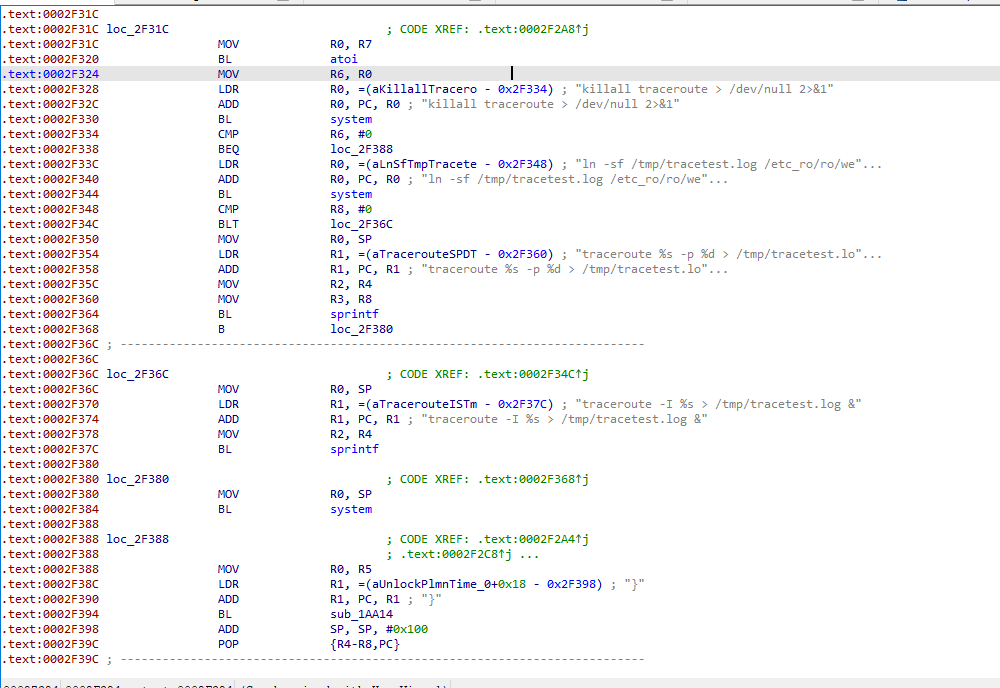 .text:0002F31C
.text:0002F31C loc_2F31C ; CODE XREF: .text:0002F2A8↑j
.text:0002F31C MOV R0, R7
.text:0002F320 BL atoi
.text:0002F324 MOV R6, R0
.text:0002F328 LDR R0, =(aKillallTracero - 0x2F334) ; "killall traceroute > /dev/null 2>&1"
.text:0002F32C ADD R0, PC, R0 ; "killall traceroute > /dev/null 2>&1"
.text:0002F330 BL system
.text:0002F334 CMP R6, #0
.text:0002F338 BEQ loc_2F388
.text:0002F33C LDR R0, =(aLnSfTmpTracete - 0x2F348) ; "ln -sf /tmp/tracetest.log /etc_ro/ro/we"...
.text:0002F340 ADD R0, PC, R0 ; "ln -sf /tmp/tracetest.log /etc_ro/ro/we"...
.text:0002F344 BL system
.text:0002F348 CMP R8, #0
.text:0002F34C BLT loc_2F36C
.text:0002F350 MOV R0, SP
.text:0002F354 LDR R1, =(aTracerouteSPDT - 0x2F360) ; "traceroute %s -p %d > /tmp/tracetest.lo"...
.text:0002F358 ADD R1, PC, R1 ; "traceroute %s -p %d > /tmp/tracetest.lo"...
.text:0002F35C MOV R2, R4
.text:0002F360 MOV R3, R8
.text:0002F364 BL sprintf
.text:0002F368 B loc_2F380
.text:0002F36C ; ---------------------------------------------------------------------------
.text:0002F36C
.text:0002F36C loc_2F36C ; CODE XREF: .text:0002F34C↑j
.text:0002F36C MOV R0, SP
.text:0002F370 LDR R1, =(aTracerouteISTm - 0x2F37C) ; "traceroute -I %s > /tmp/tracetest.log &"
.text:0002F374 ADD R1, PC, R1 ; "traceroute -I %s > /tmp/tracetest.log &"
.text:0002F378 MOV R2, R4
.text:0002F37C BL sprintf
.text:0002F380
.text:0002F380 loc_2F380 ; CODE XREF: .text:0002F368↑j
.text:0002F380 MOV R0, SP
.text:0002F384 BL system
.text:0002F388
.text:0002F388 loc_2F388 ; CODE XREF: .text:0002F2A4↑j
.text:0002F388 ; .text:0002F2C8↑j ...
.text:0002F388 MOV R0, R5
.text:0002F38C LDR R1, =(aUnlockPlmnTime_0+0x18 - 0x2F398) ; "}"
.text:0002F390 ADD R1, PC, R1 ; "}"
.text:0002F394 BL sub_1AA14
.text:0002F398 ADD SP, SP, #0x100
.text:0002F39C POP {R4-R8,PC}
.text:0002F39C ; ---------------------------------------------------------------------------